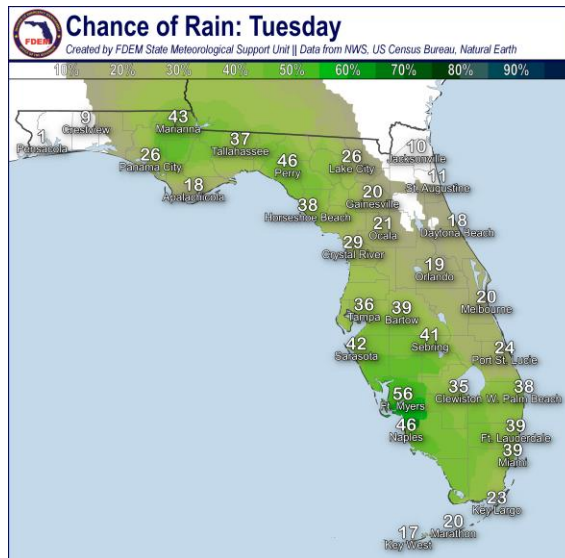 FDEM
Chance of Rain: Tuesday
Created by FDEM State Meteorological Support Unit || Data from NWS, US Census Bureau, Natural Earth
10% 20% 30% 40% 50% 60% 70% 80% 90%
1
Pensacola
9
Crestview
43
Marianna
26
Panama City
18
Apalachicola
37
Tallahassee
46
Perry
26
Lake City
10
Jacksonville
11
St. Augustine
20
Gainesville
38
Horseshoe Beach
21
Ocala
18
Daytona Beach
29
Crystal River
19
Orlando
20
Melbourne
36
Tampa
39
Bartow
42
Sarasota
41
Sebring
24
Port St. Lucie
56
Ft. Myers
35
Clewiston
38
W. Palm Beach
46
Naples
39
Ft. Lauderdale
39
Miami
23
Key Largo
20
Marathon
17
Key West